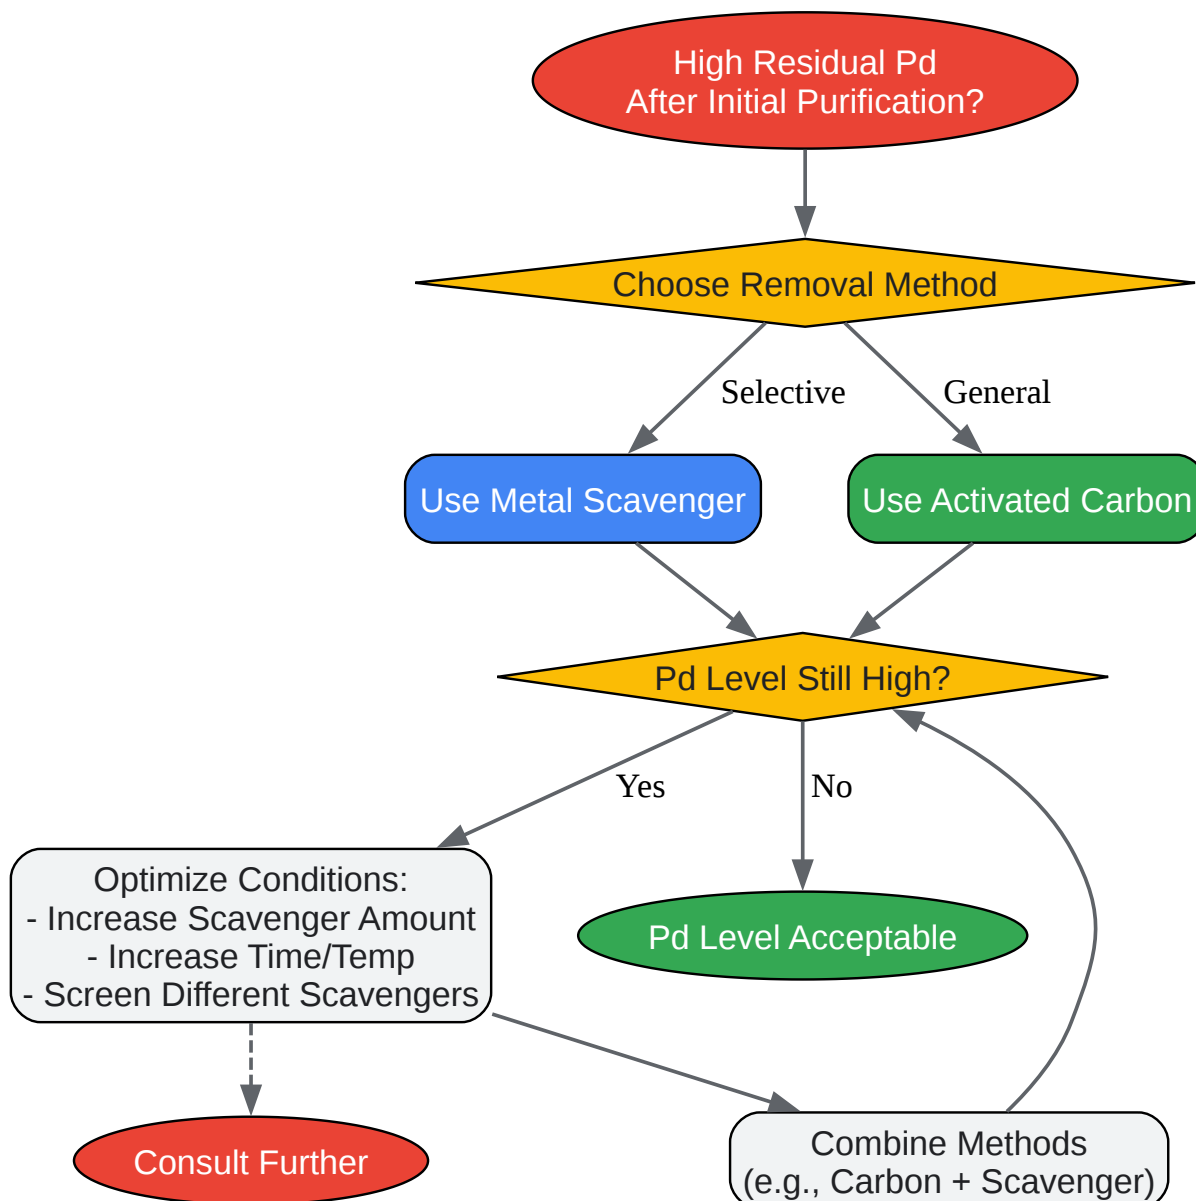 High Residual Pd
After Initial Purification?
Choose Removal Method
Selective
General
Use Metal Scavenger
Use Activated Carbon
Pd Level Still High?
Yes
No
Optimize Conditions:
- Increase Scavenger Amount
- Increase Time/Temp
- Screen Different Scavengers
Pd Level Acceptable
Consult Further
Combine Methods
(e.g., Carbon + Scavenger)